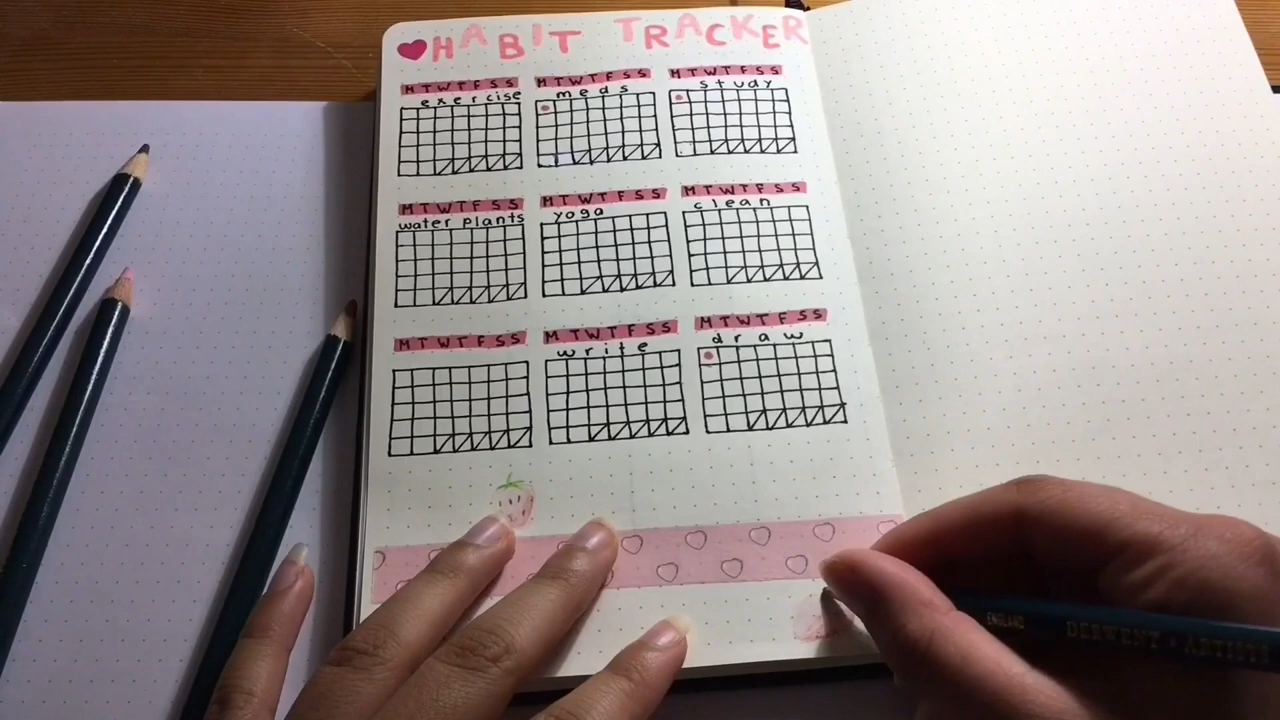 HABIT TRACKER
MTWTFSS MTWTFSS MTWTFSS
exercise meds study
MTWTFSS MTWTFSS MTWTFSS
water plants yoga clean
MTWTFSS MTWTFSS MTWTFSS
write draw
ENGLAND DERWENT • ARTISTS